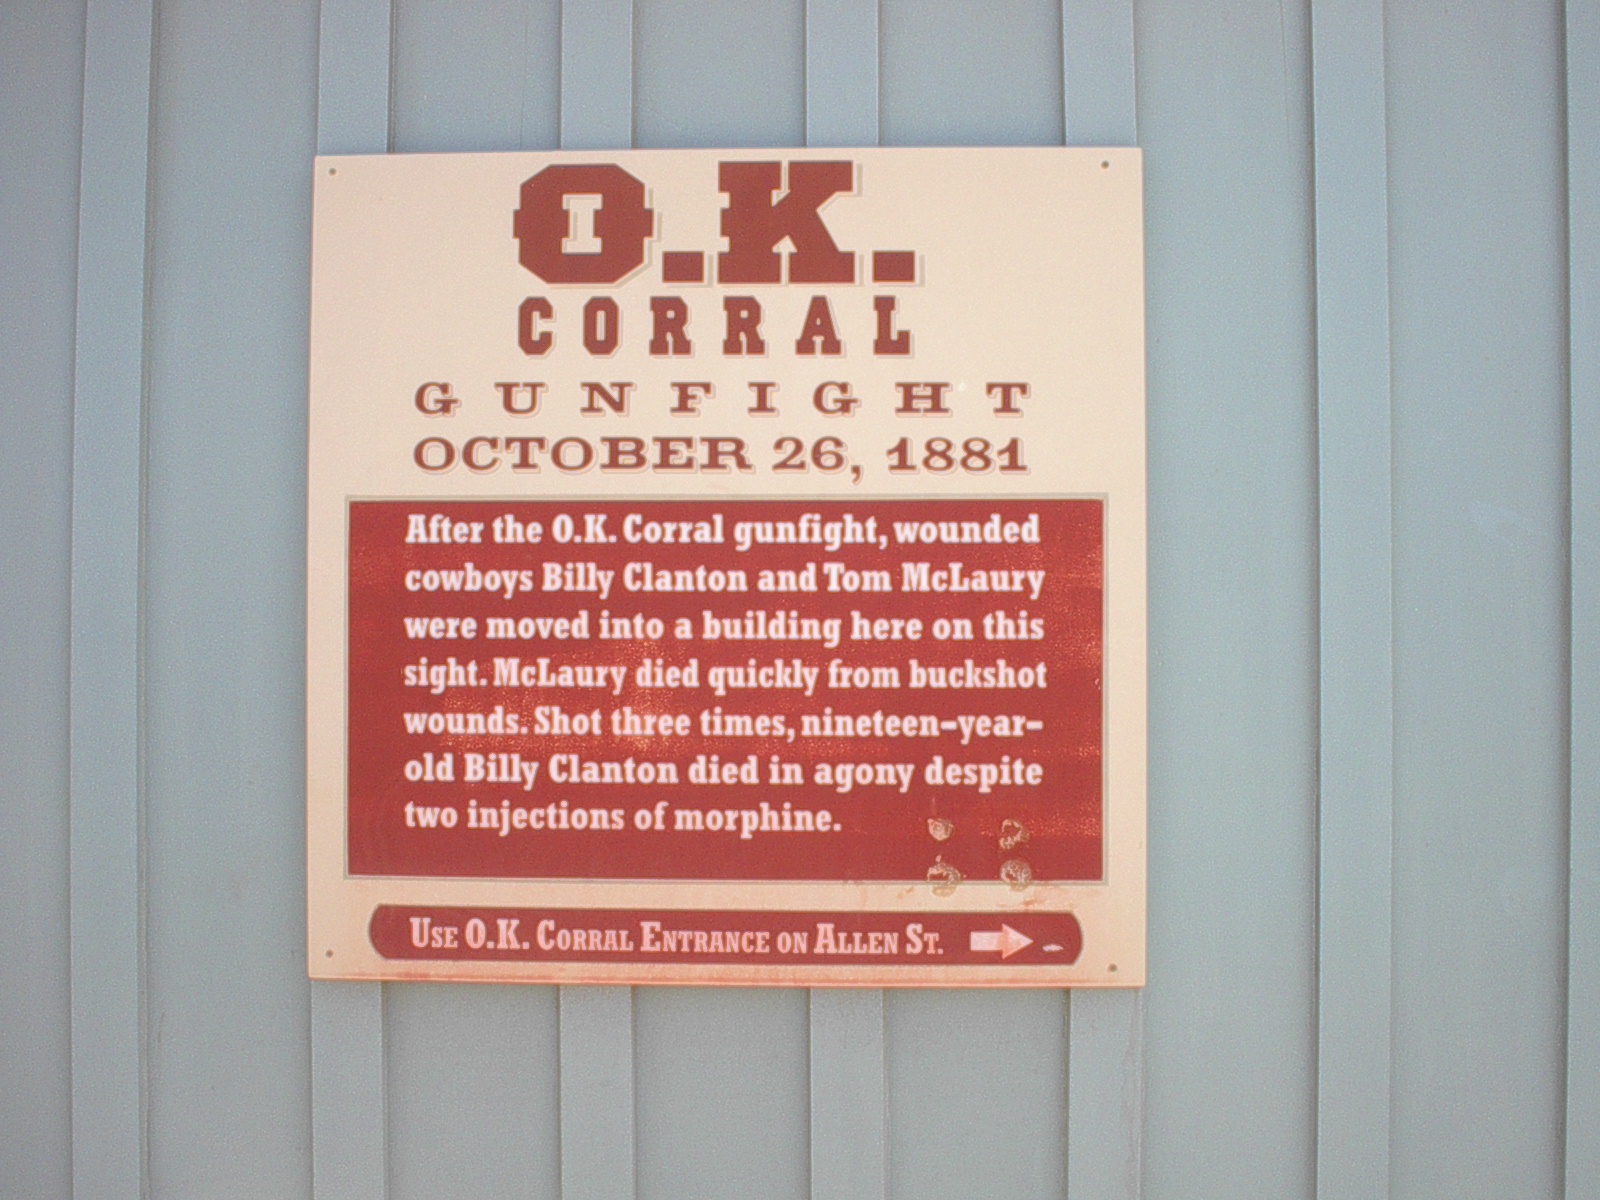 O.K.
CORRAL
GUNFIGHT
OCTOBER 26, 1881
After the O.K. Corral gunfight, wounded
cowboys Billy Clanton and Tom McLaury
were moved into a building here on this
sight. McLaury died quickly from buckshot
wounds. Shot three times, nineteen-year-
old Billy Clanton died in agony despite
two injections of morphine.
USE O.K. CORRAL ENTRANCE ON ALLEN ST.